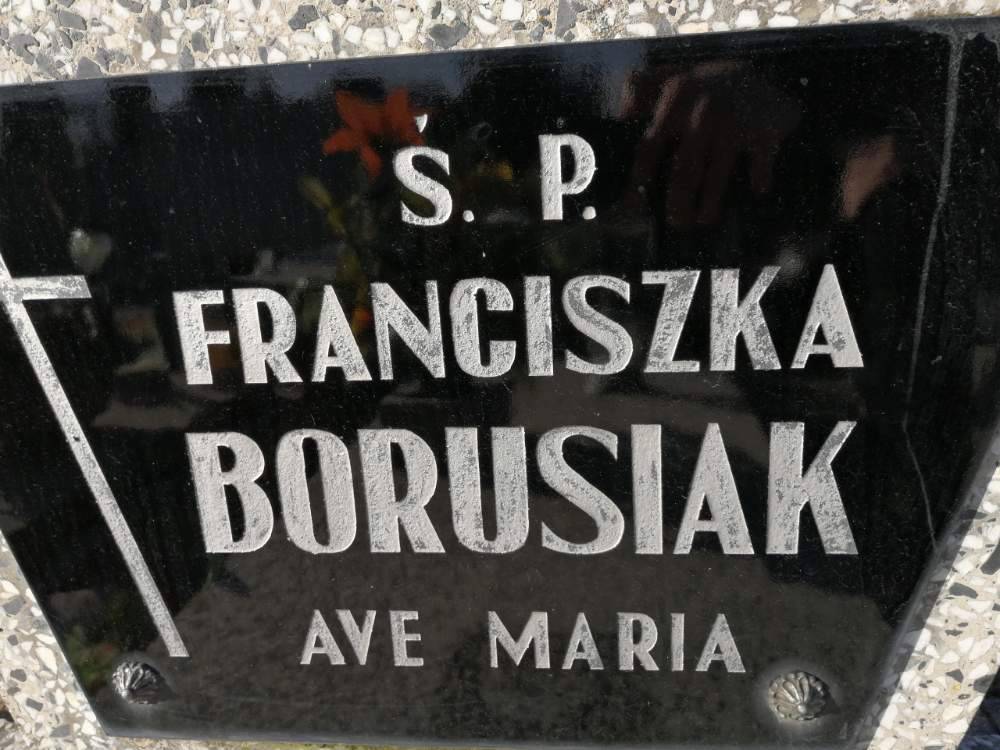 Ś. P.
FRANCISZKA
BORUSIAK
AVE MARIA